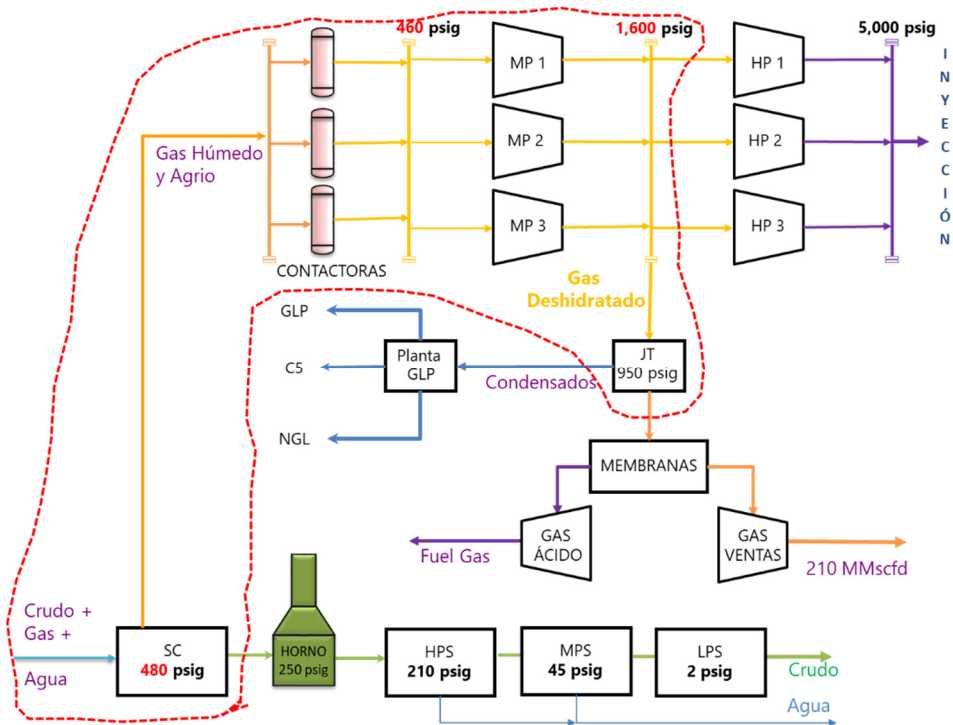 460 psig
1,600 psig
5,000 psig
MP 1
HP 1
MP 2
HP 2
MP 3
HP 3
INYECCIÓN
Gas Húmedo
y Agrio
CONTACTORAS
Gas
Deshidratado
GLP
C5
NGL
Planta
GLP
Condensados
JT
950 psig
MEMBRANAS
GAS
ÁCIDO
GAS
VENTAS
Fuel Gas
210 MMscfd
Crudo +
Gas +
Agua
SC
480 psig
HORNO
250 psig
HPS
210 psig
MPS
45 psig
LPS
2 psig
Crudo
Agua